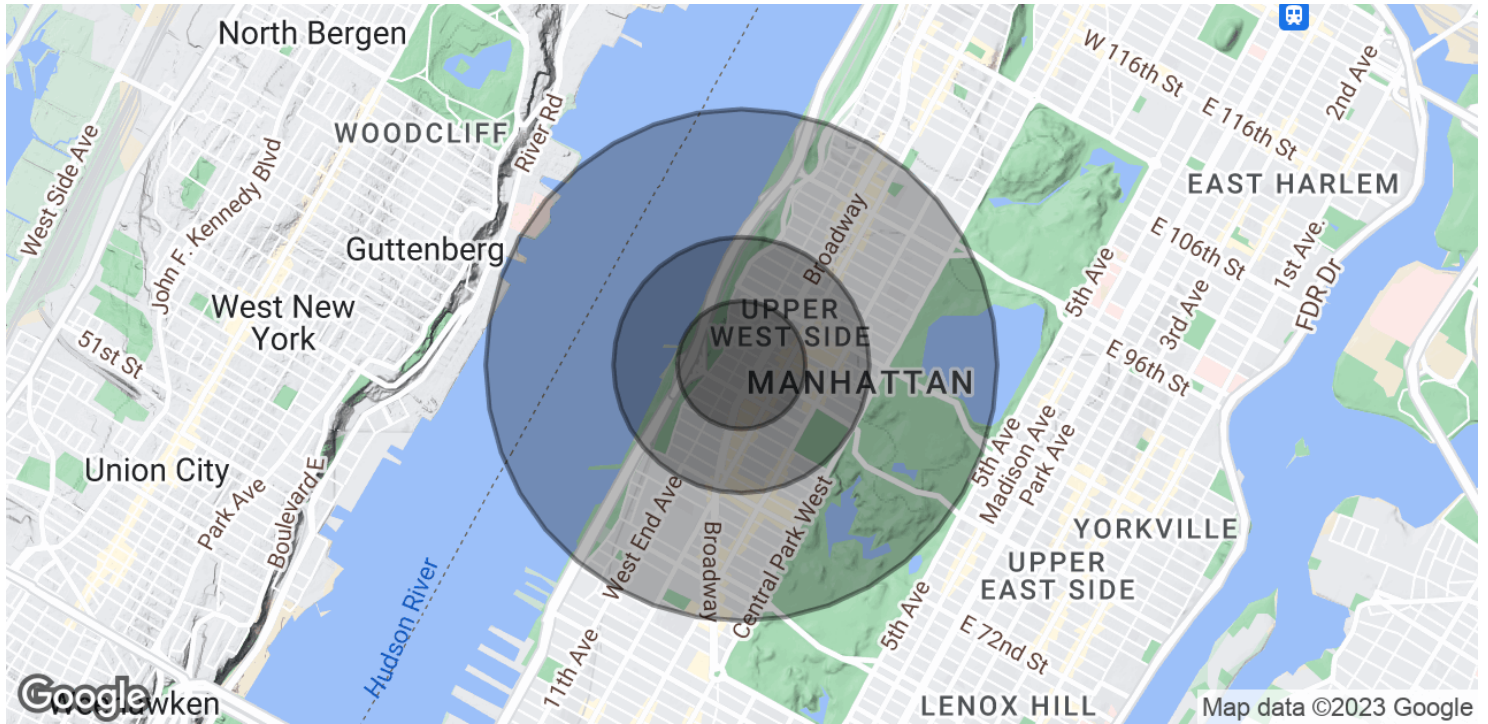 North Bergen
W 116th St
2nd Ave
West Side Ave
WOODCLIFF
River Rd
E 116th St
John F. Kennedy Blvd
EAST HARLEM
Broadway
Guttenberg
E 106th St
1st Ave.
5th Ave
FDR Dr
West New
York
UPPER
WEST SIDE
3rd Ave
51st St
E 96th St
MANHATTAN
Union City
Park Ave
Boulevard E
West End Ave
Broadway
Central Park West
5th Ave
Madison Ave
Park Ave
YORKVILLE
UPPER
EAST SIDE
Hudson River
11th Ave
5th Ave
E 72nd St
Google
LENOX HILL
Map data ©2023 Google